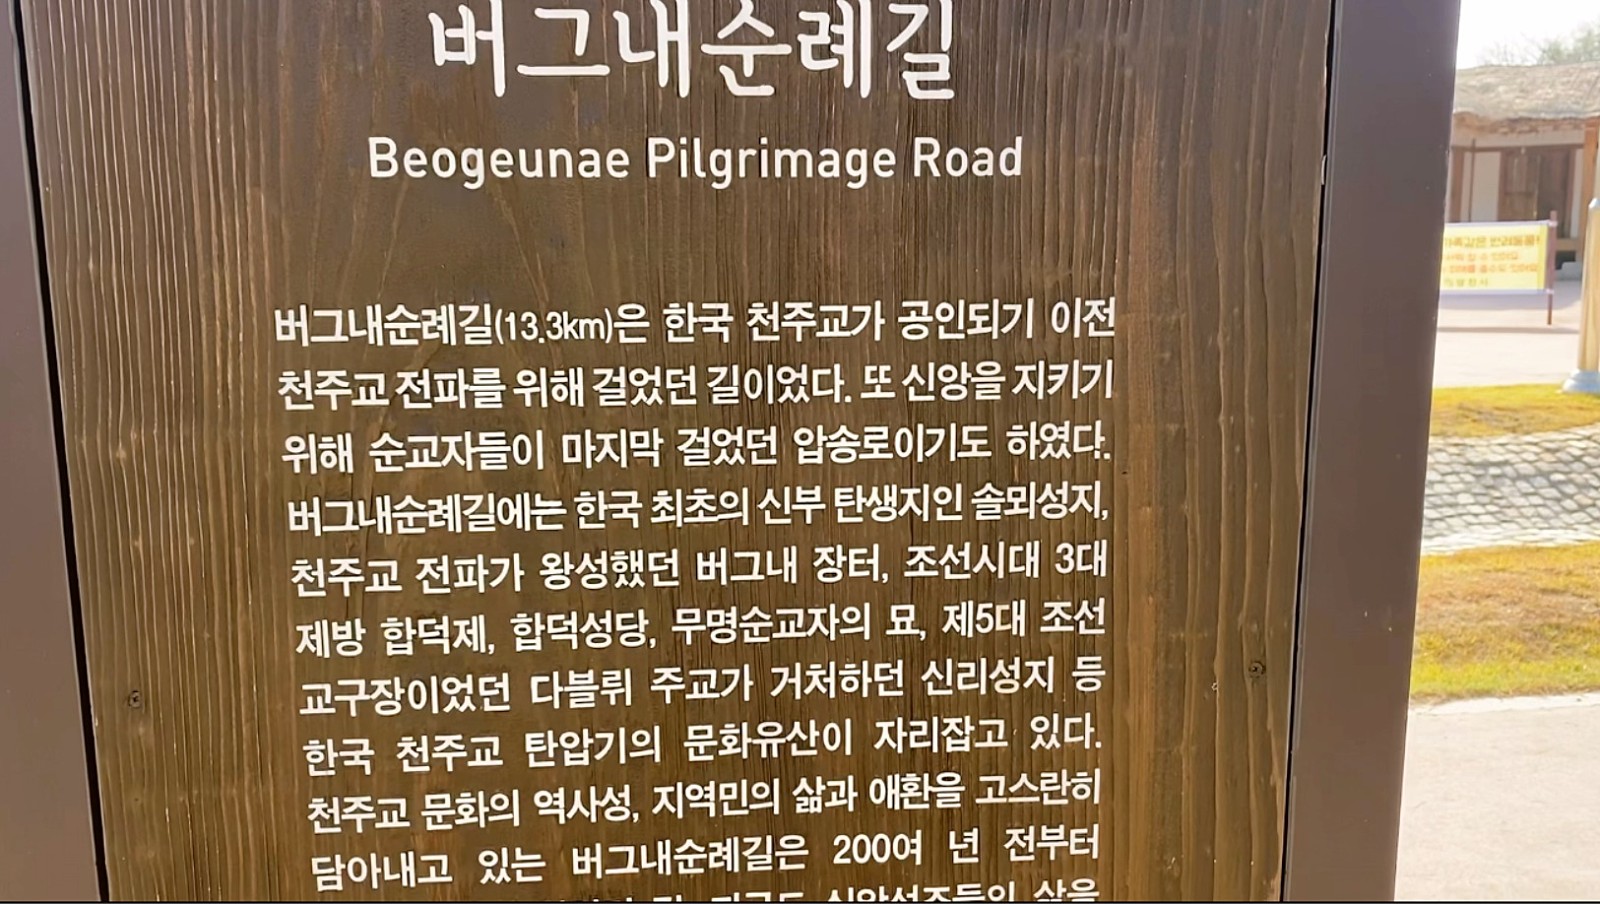 버그내순례길
Beogeunae Pilgrimage Road
버그내순례길(13.3km)은 한국 천주교가 공인되기 이전
천주교 전파를 위해 걸었던 길이었다. 또 신앙을 지키기
위해 순교자들이 마지막 걸었던 압송로이기도 하였다.
버그내순례길에는 한국 최초의 신부 탄생지인 솔뫼성지,
천주교 전파가 왕성했던 버그내 장터, 조선시대 3대
제방 합덕제, 합덕성당, 무명순교자의 묘, 제5대 조선
교구장이었던 다블뤼 주교가 거처하던 신리성지 등
한국 천주교 탄압기의 문화유산이 자리잡고 있다.
천주교 문화의 역사성, 지역민의 삶과 애환을 고스란히
담아내고 있는 버그내순례길은 200여 년 전부터
신앙선조들의 삶을